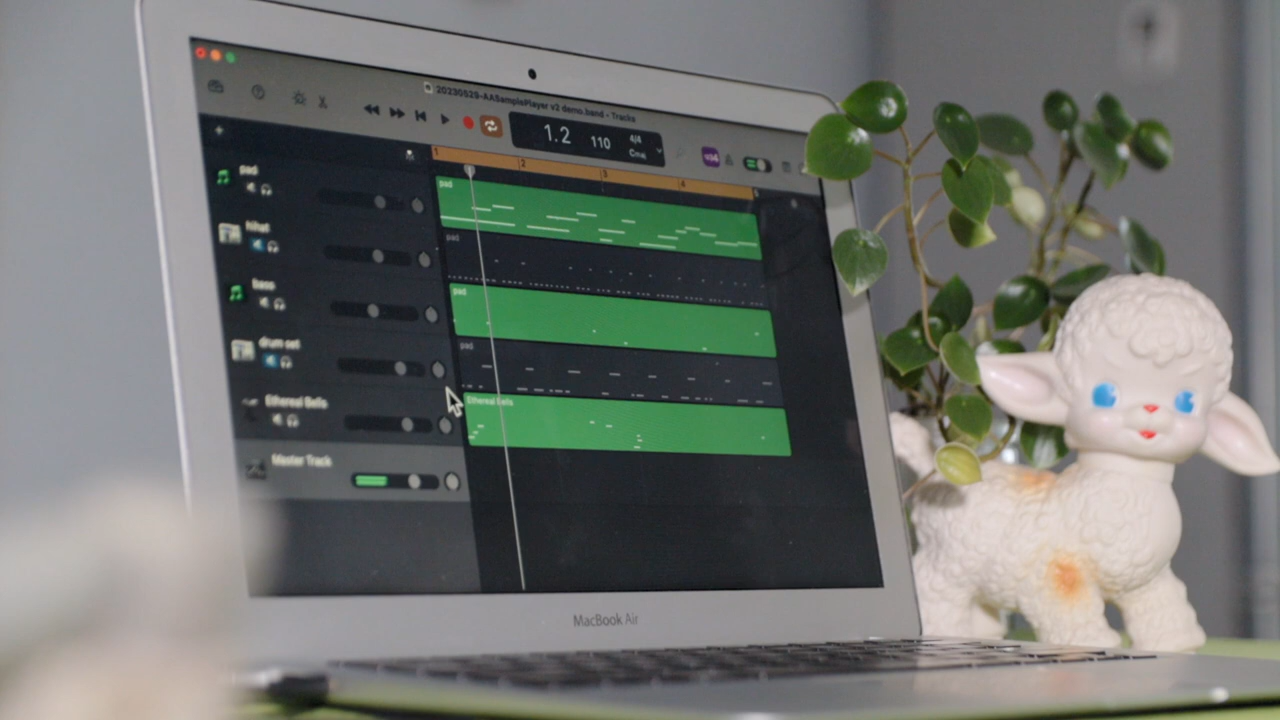 20230525-AASamplePlayer v2 demo.band - Tracks
1.2 110 4/4
Cmaj
1 2 3 4 5
pad
pad
hihat
pad
bass
pad
drum set
pad
Ethereal Bells
Ethereal Bells
Master Track
MacBook Air